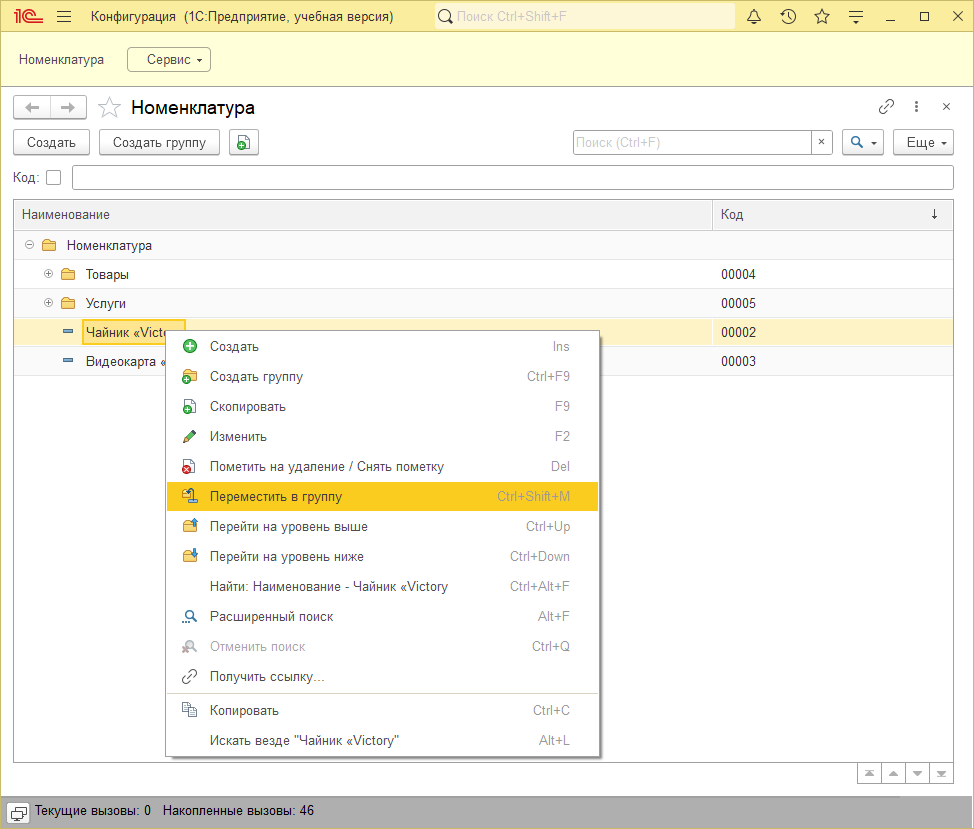 1С Конфигурация (1С:Предприятие, учебная версия) Поиск Ctrl+Shift+F
Номенклатура Сервис
Номенклатура
Создать Создать группу Поиск (Ctrl+F) × Еще
Код:
Наименование Код ↓
Номенклатура
Товары 00004
Услуги 00005
Чайник «Victo 00002
Видеокарта « 00003
Создать Ins
Создать группу Ctrl+F9
Скопировать F9
Изменить F2
Пометить на удаление / Снять пометку Del
Переместить в группу Ctrl+Shift+M
Перейти на уровень выше Ctrl+Up
Перейти на уровень ниже Ctrl+Down
Найти: Наименование - Чайник «Victory Ctrl+Alt+F
Расширенный поиск Alt+F
Отменить поиск Ctrl+Q
Получить ссылку...
Копировать Ctrl+C
Искать везде "Чайник «Victory" Alt+L
Текущие вызовы: 0 Накопленные вызовы: 46